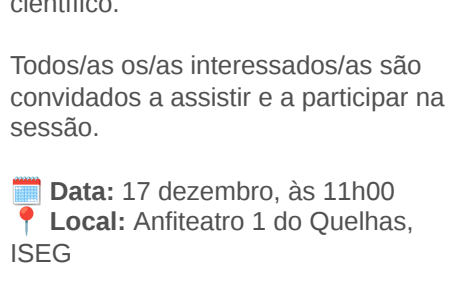 científico.
Todos/as os/as interessados/as são
convidados a assistir e a participar na
sessão.
🗓️ Data: 17 dezembro, às 11h00
📍 Local: Anfiteatro 1 do Quelhas,
ISEG